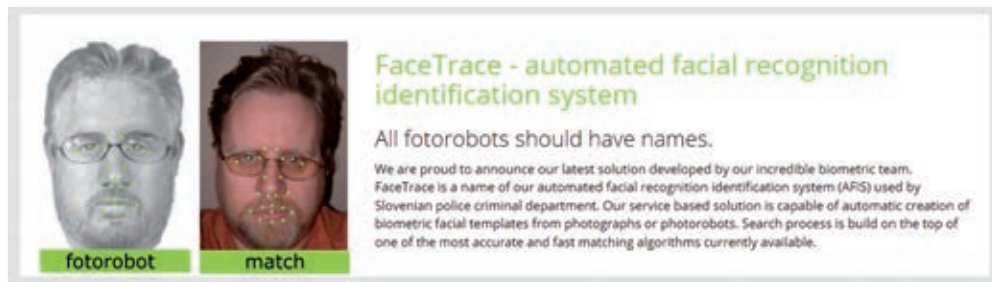 FaceTrace - automated facial recognition
identification system
All fotorobots should have names.
We are proud to announce our latest solution developed by our incredible biometric team.
FaceTrace is a name of our automated facial recognition identification system (AFIS) used by
Slovenian police criminal department. Our service based solution is capable of automatic creation of
biometric facial templates from photographs or photorobots. Search process is build on the top of
one of the most accurate and fast matching algorithms currently available.
fotorobot
match